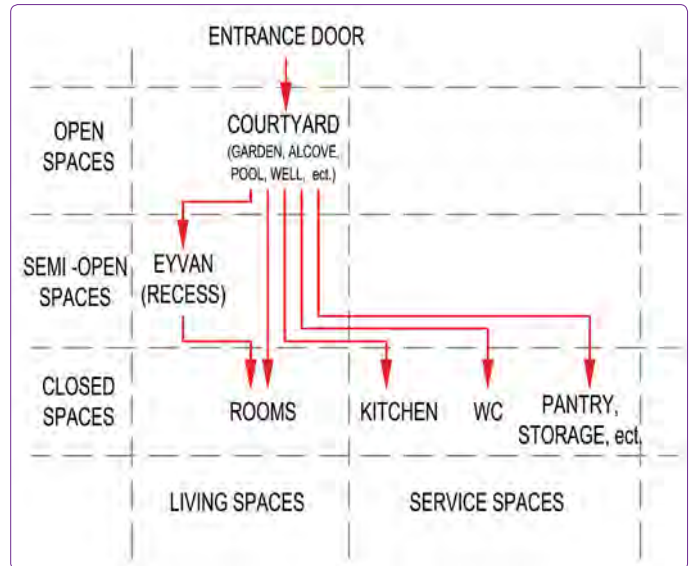 ENTRANCE DOOR
OPEN
SPACES
COURTYARD
(GARDEN, ALCOVE,
POOL, WELL, ect.)
SEMI -OPEN
SPACES
EYVAN
(RECESS)
CLOSED
SPACES
ROOMS
KITCHEN
WC
PANTRY,
STORAGE, ect.
LIVING SPACES
SERVICE SPACES